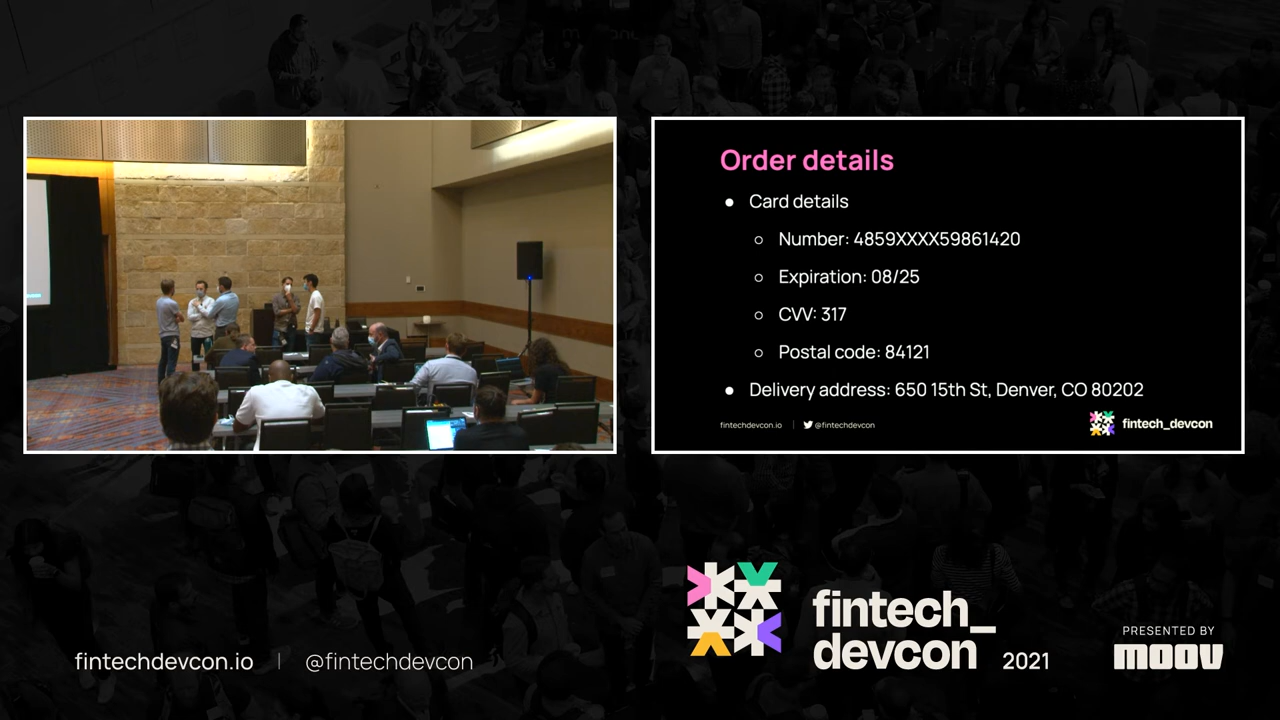 Order details
Card details
Number: 4859XXXX59861420
Expiration: 08/25
CVV: 317
Postal code: 84121
Delivery address: 650 15th St, Denver, CO 80202
fintechdevcon.io | @fintechdevcon
fintech_devcon
fintechdevcon.io | @fintechdevcon
fintech_
devcon 2021
PRESENTED BY
moov